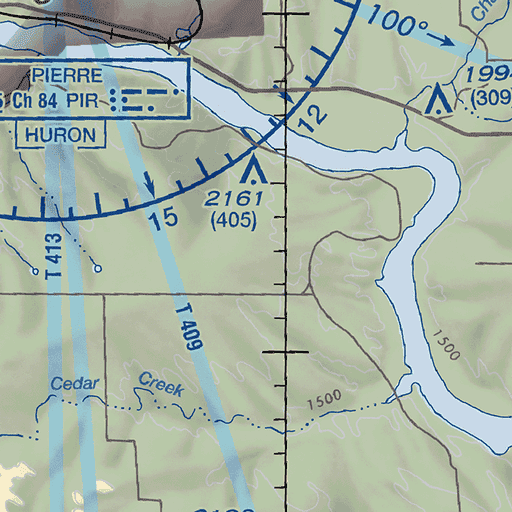 100°
1994
(309)
PIERRE
Ch 84 PIR
HURON
12
2161
(405)
15
T 413
T 409
1500
Cedar Creek
1500